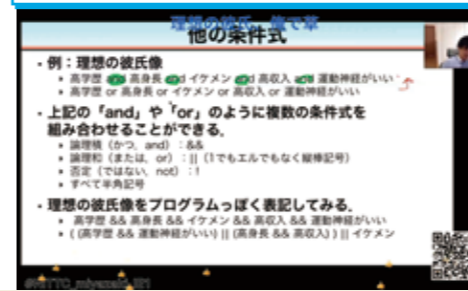 理想の彼氏、俺で草
他の条件式
• 例：理想の彼氏像
• 高学歴 and 高身長 and イケメン and 高収入 and 運動神経がいい
• 高学歴 or 高身長 or イケメン or 高収入 or 運動神経がいい
• 上記の「and」や「or」のように複数の条件式を
組み合わせることができる。
• 論理積（かつ、and）：&&
• 論理和（または、or）：||（1でもエルでもなく縦棒記号）
• 否定（ではない、not）：!
• すべて半角記号
• 理想の彼氏像をプログラムっぽく表記してみる。
• 高学歴 && 高身長 && イケメン && 高収入 && 運動神経がいい
• ( (高学歴 && 運動神経がいい) || (高身長 && 高収入) ) || イケメン